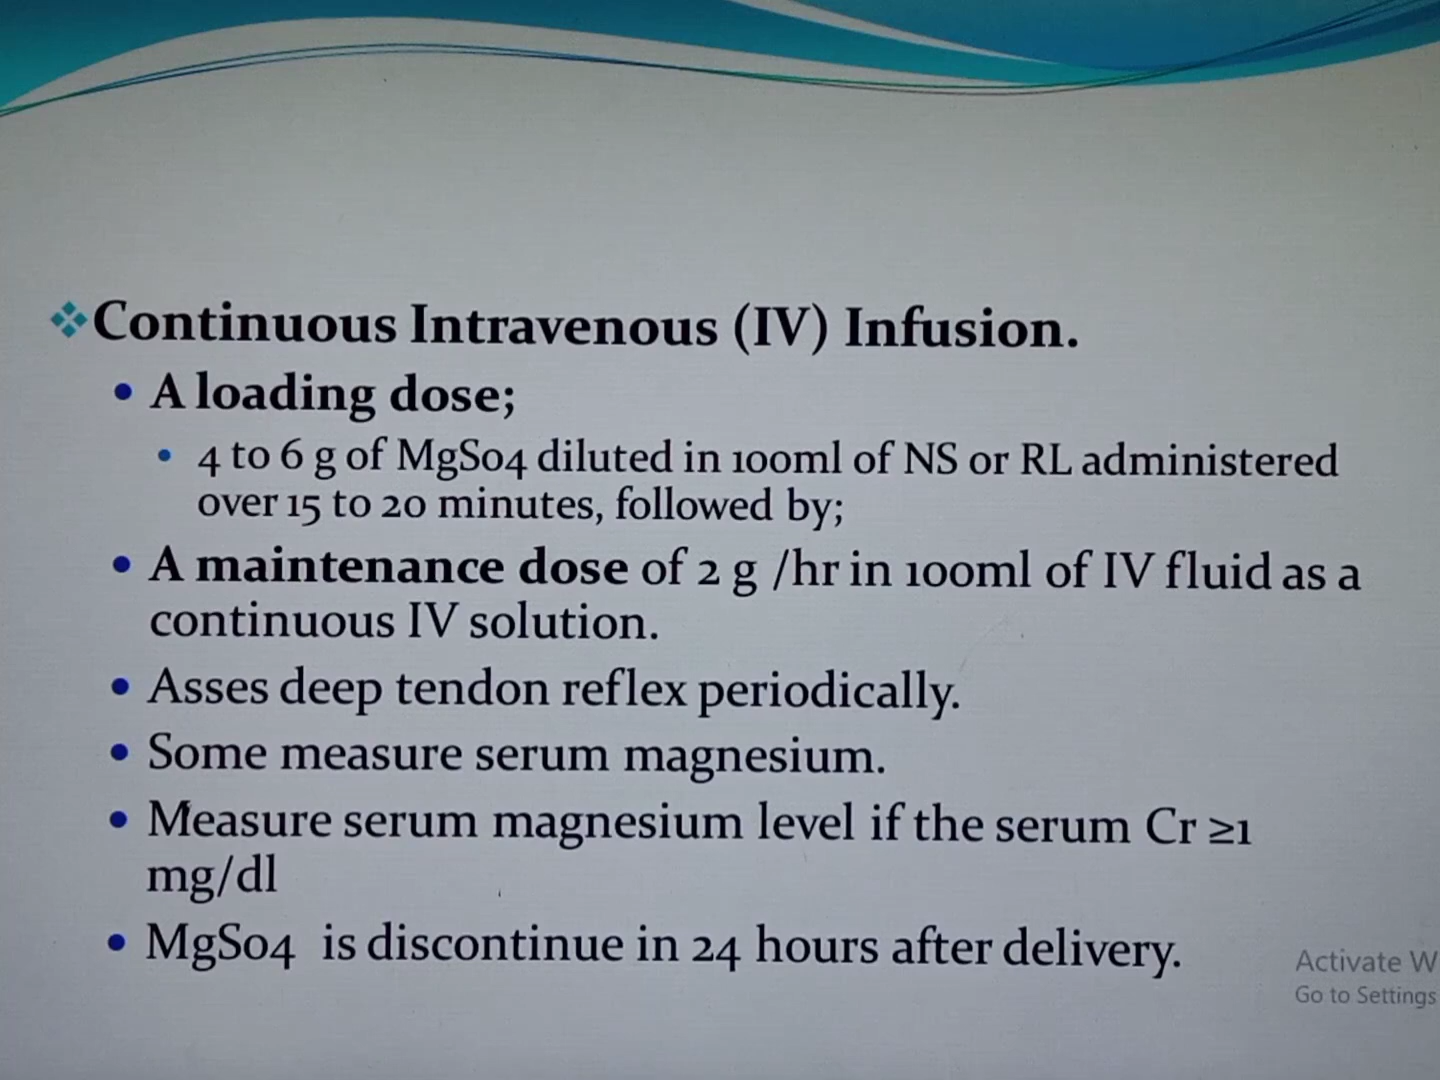 Continuous Intravenous (IV) Infusion.
A loading dose;
4 to 6 g of MgSo4 diluted in 100ml of NS or RL administered
over 15 to 20 minutes, followed by;
A maintenance dose of 2 g /hr in 100ml of IV fluid as a
continuous IV solution.
Asses deep tendon reflex periodically.
Some measure serum magnesium.
Measure serum magnesium level if the serum Cr ≥1
mg/dl
MgSo4 is discontinue in 24 hours after delivery.
Activate W
Go to Settings